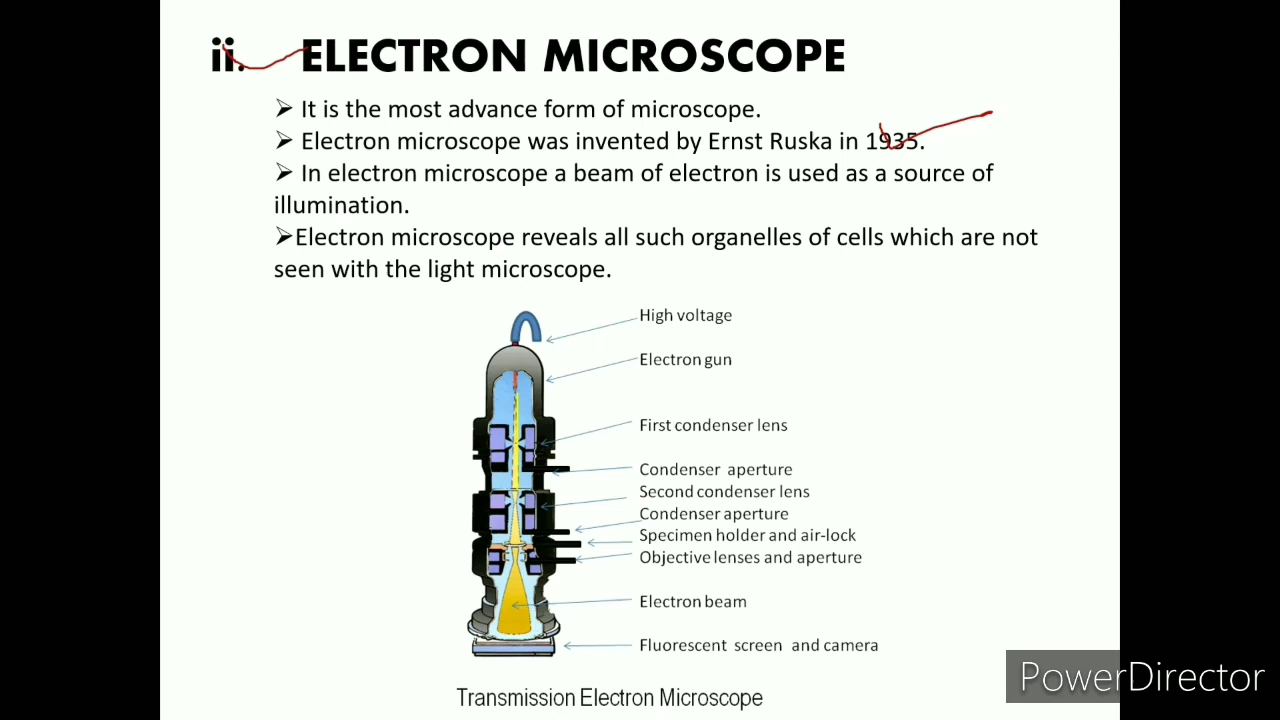 ii. ELECTRON MICROSCOPE
➢ It is the most advance form of microscope.
➢ Electron microscope was invented by Ernst Ruska in 1935.
➢ In electron microscope a beam of electron is used as a source of
illumination.
➢Electron microscope reveals all such organelles of cells which are not
seen with the light microscope.
High voltage
Electron gun
First condenser lens
Condenser aperture
Second condenser lens
Condenser aperture
Specimen holder and air-lock
Objective lenses and aperture
Electron beam
Fluorescent screen and camera
PowerDirector
Transmission Electron Microscope